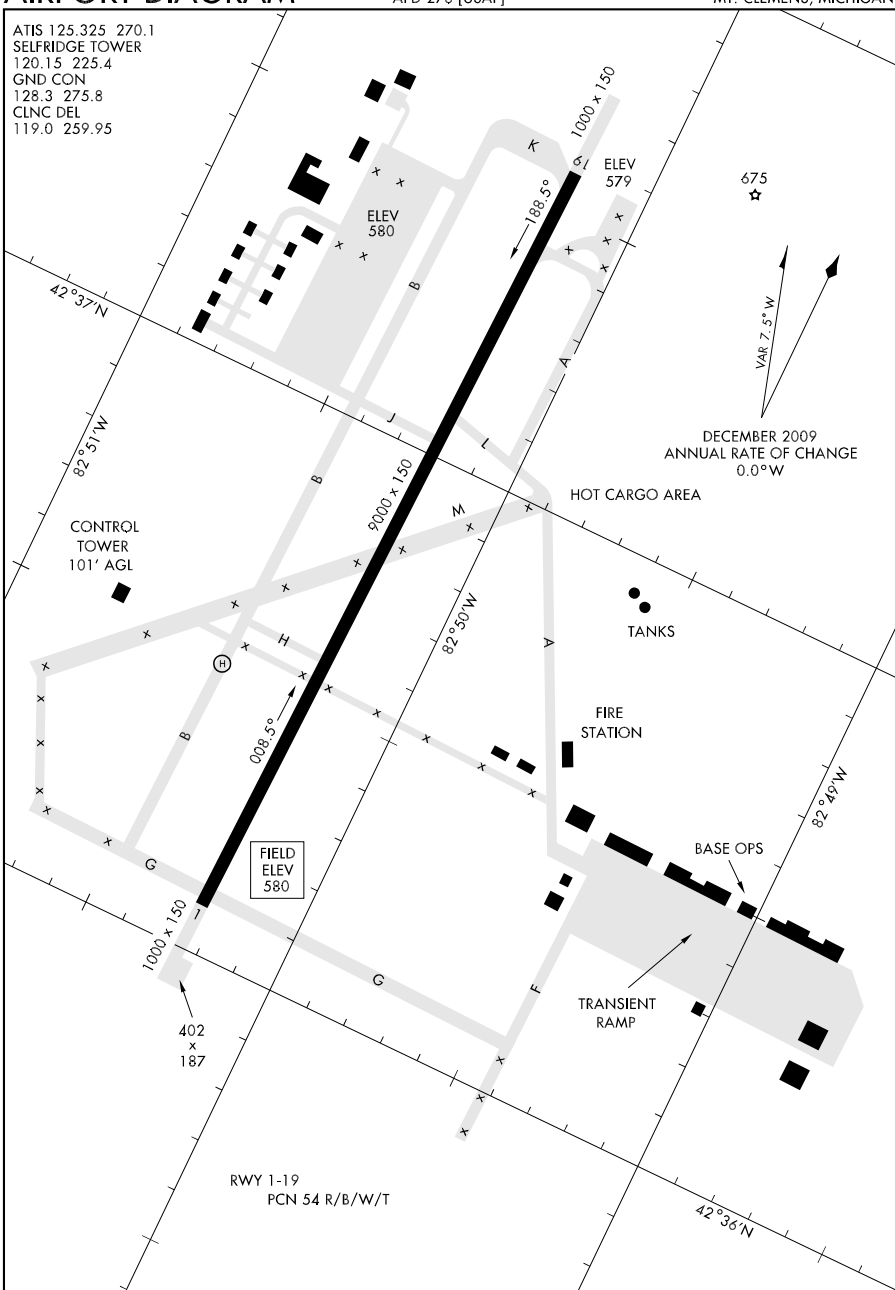 ATIS 125.325 270.1
SELFRIDGE TOWER
120.15 225.4
GND CON
128.3 275.8
CLNC DEL
119.0 259.95
1000 x 150
K
19
ELEV
579
188.5°
675
ELEV
580
B
42°37'N
VAR 7.5° W
A
DECEMBER 2009
ANNUAL RATE OF CHANGE
0.0° W
J
L
82°51'W
B
9000 x 150
HOT CARGO AREA
M
CONTROL
TOWER
101' AGL
82°50'W
TANKS
H
A
H
FIRE
STATION
B
008.5°
82°49'W
BASE OPS
FIELD
ELEV
580
G
1
1000 x 150
G
F
TRANSIENT
RAMP
402
x
187
RWY 1-19
PCN 54 R/B/W/T
42°36'N